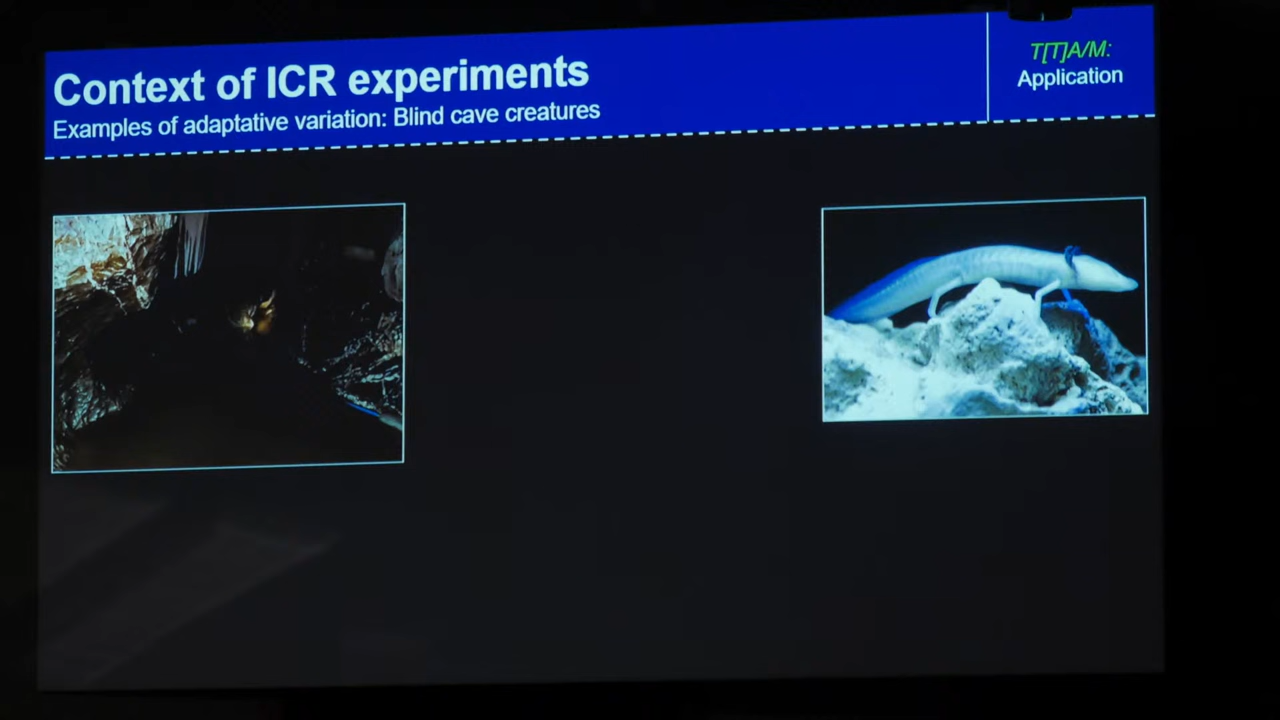 Context of ICR experiments
Examples of adaptative variation: Blind cave creatures
T[T]A/M:
Application